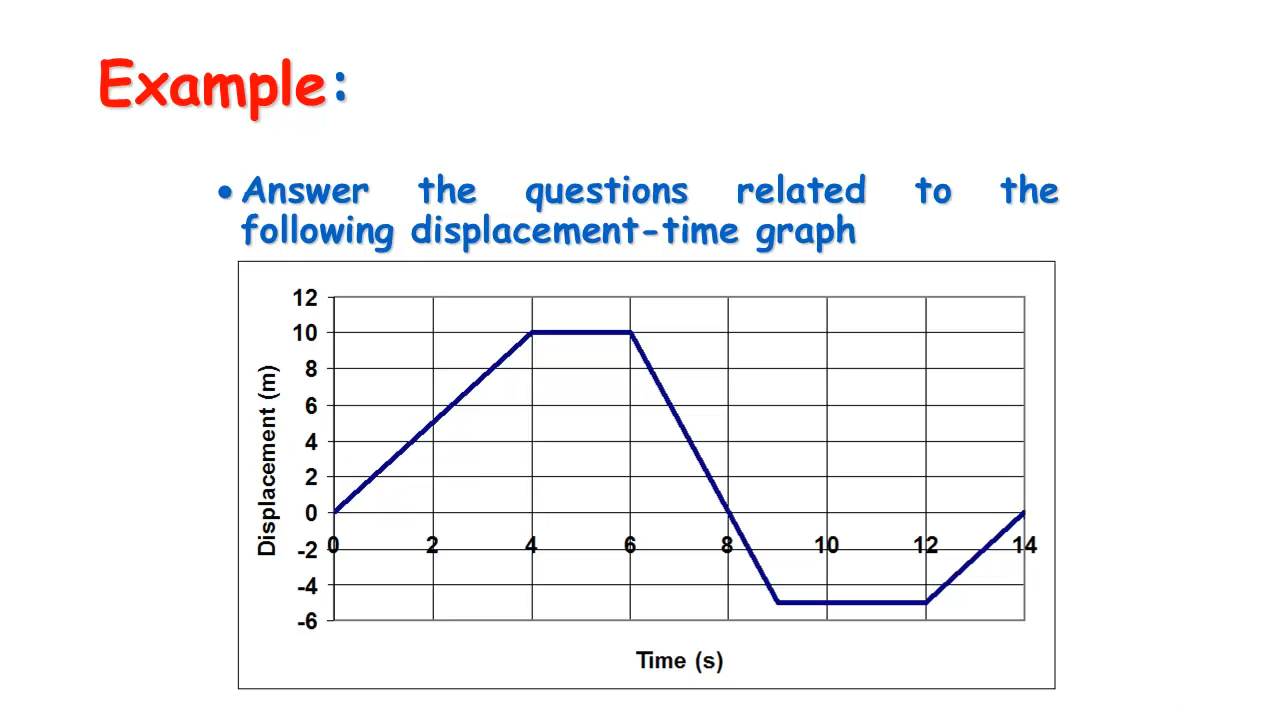 Example:
• Answer the questions related to the
following displacement-time graph
12
10
8
6
4
2
0
-2
-4
-6
0 2 4 6 8 10 12 14
Displacement (m)
Time (s)